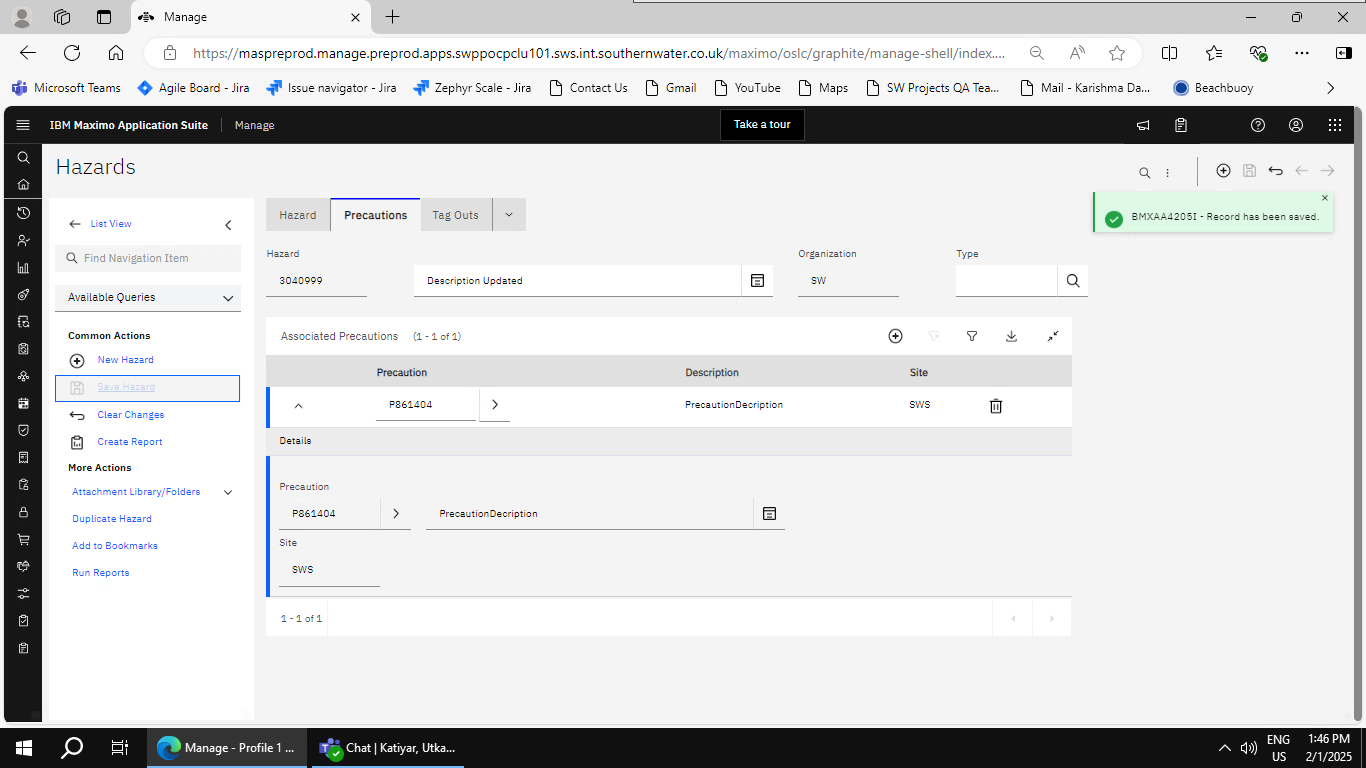 Manage
https://maspreprod.manage.preprod.apps.swppocpclu101.sws.int.southernwater.co.uk/maximo/oslc/graphite/manage-shell/index....
Microsoft Teams
Agile Board - Jira
Issue navigator - Jira
Zephyr Scale - Jira
Contact Us
Gmail
YouTube
Maps
SW Projects QA Tea...
Mail - Karishma Da...
Beachbuoy
IBM Maximo Application Suite
Manage
Take a tour
Hazards
BMXAA4205I - Record has been saved.
List View
Find Navigation Item
Available Queries
Common Actions
New Hazard
Save Hazard
Clear Changes
Create Report
More Actions
Attachment Library/Folders
Duplicate Hazard
Add to Bookmarks
Run Reports
Hazard
Precautions
Tag Outs
Hazard
Organization
Type
3040999
Description Updated
SW
Associated Precautions (1 - 1 of 1)
Precaution
Description
Site
P861404
PrecautionDecription
SWS
Details
Precaution
P861404
PrecautionDecription
Site
SWS
1 - 1 of 1
Manage - Profile 1 ...
Chat | Katiyar, Utka...
ENG
US
1:46 PM
2/1/2025